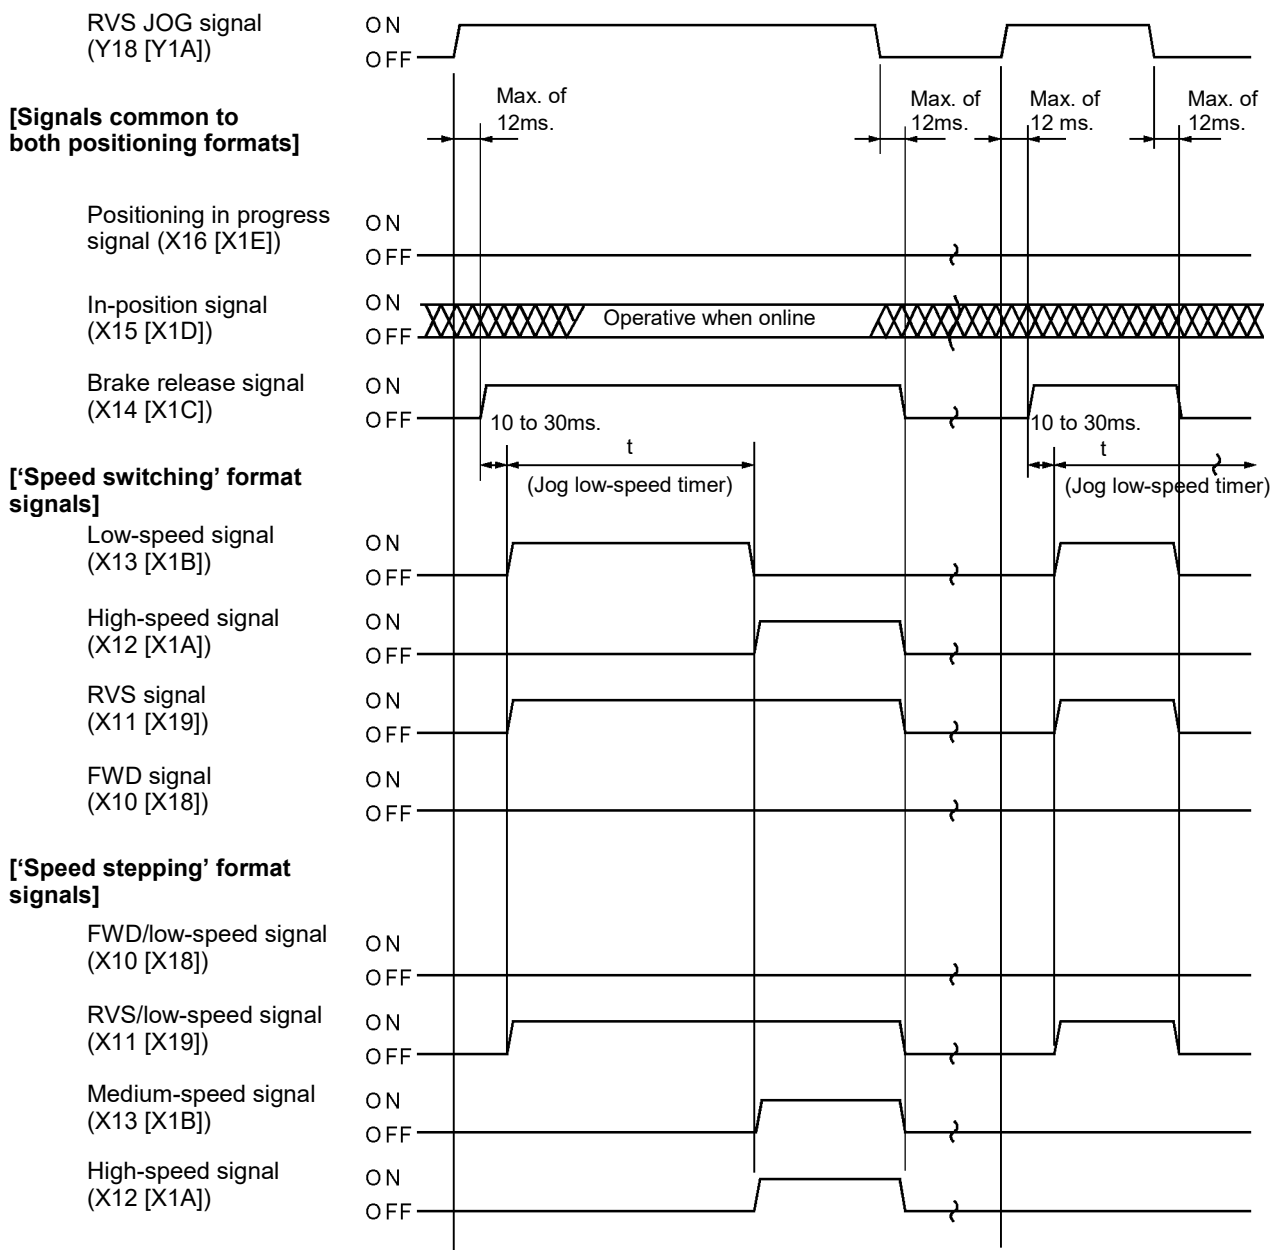 RVS JOG signal
(Y18 [Y1A])
ON
OFF
Max. of
12ms.
Max. of
12ms.
Max. of
12 ms.
Max. of
12ms.
[Signals common to
both positioning formats]
Positioning in progress
signal (X16 [X1E])
ON
OFF
In-position signal
(X15 [X1D])
ON
OFF
Operative when online
Brake release signal
(X14 [X1C])
ON
OFF
10 to 30ms.
t
(Jog low-speed timer)
10 to 30ms.
t
(Jog low-speed timer)
[‘Speed switching’ format
signals]
Low-speed signal
(X13 [X1B])
ON
OFF
High-speed signal
(X12 [X1A])
ON
OFF
RVS signal
(X11 [X19])
ON
OFF
FWD signal
(X10 [X18])
ON
OFF
[‘Speed stepping’ format
signals]
FWD/low-speed signal
(X10 [X18])
ON
OFF
RVS/low-speed signal
(X11 [X19])
ON
OFF
Medium-speed signal
(X13 [X1B])
ON
OFF
High-speed signal
(X12 [X1A])
ON
OFF